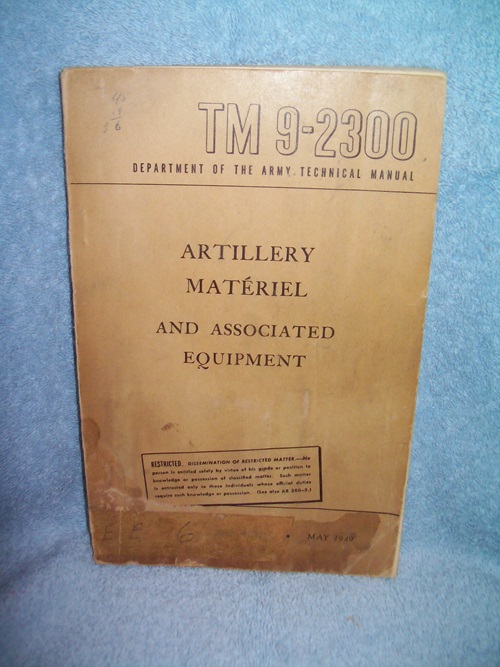 TM 9-2300
DEPARTMENT OF THE ARMY TECHNICAL MANUAL
ARTILLERY
MATÉRIEL
AND ASSOCIATED
EQUIPMENT
RESTRICTED. DISSEMINATION OF RESTRICTED MATTER.—No
person is entitled solely by virtue of his grade or position to
knowledge or possession of classified matter. Such matter
is entrusted only to those individuals whose official duties
require such knowledge or possession. (See also AR 380-5.)
E E 6
• MAY 1949